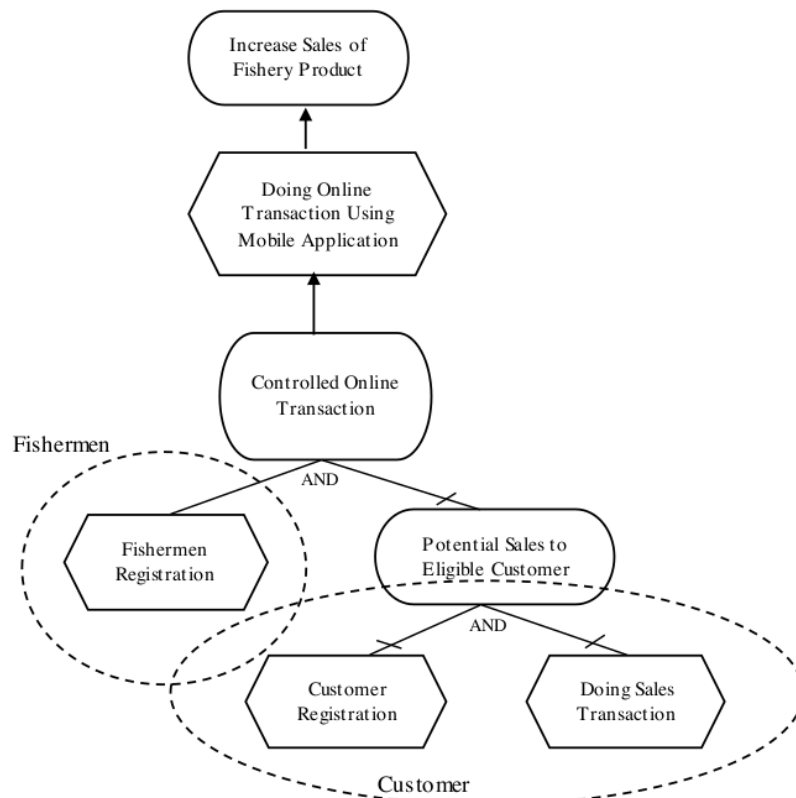 Increase Sales of
Fishery Product
Doing Online
Transaction Using
Mobile Application
Controlled Online
Transaction
Fishermen
AND
Fishermen
Registration
Potential Sales to
Eligible Customer
AND
Customer
Registration
Doing Sales
Transaction
Customer